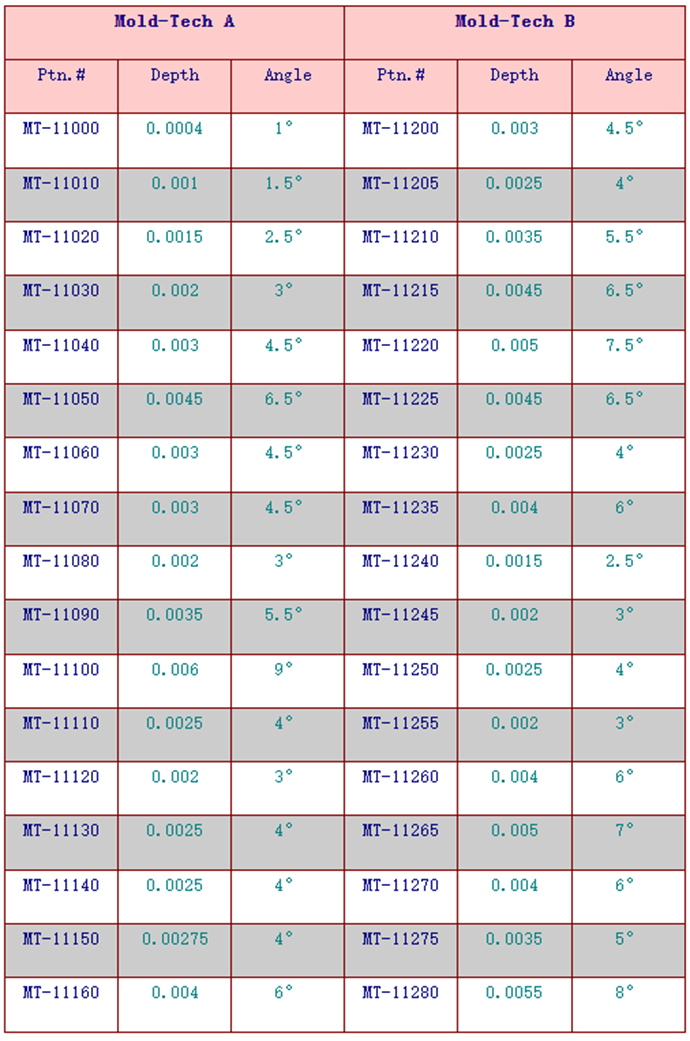 Mold-Tech A Mold-Tech B
Ptn.# Depth Angle Ptn.# Depth Angle
MT-11000 0.0004 1° MT-11200 0.003 4.5°
MT-11010 0.001 1.5° MT-11205 0.0025 4°
MT-11020 0.0015 2.5° MT-11210 0.0035 5.5°
MT-11030 0.002 3° MT-11215 0.0045 6.5°
MT-11040 0.003 4.5° MT-11220 0.005 7.5°
MT-11050 0.0045 6.5° MT-11225 0.0045 6.5°
MT-11060 0.003 4.5° MT-11230 0.0025 4°
MT-11070 0.003 4.5° MT-11235 0.004 6°
MT-11080 0.002 3° MT-11240 0.0015 2.5°
MT-11090 0.0035 5.5° MT-11245 0.002 3°
MT-11100 0.006 9° MT-11250 0.0025 4°
MT-11110 0.0025 4° MT-11255 0.002 3°
MT-11120 0.002 3° MT-11260 0.004 6°
MT-11130 0.0025 4° MT-11265 0.005 7°
MT-11140 0.0025 4° MT-11270 0.004 6°
MT-11150 0.00275 4° MT-11275 0.0035 5°
MT-11160 0.004 6° MT-11280 0.0055 8°